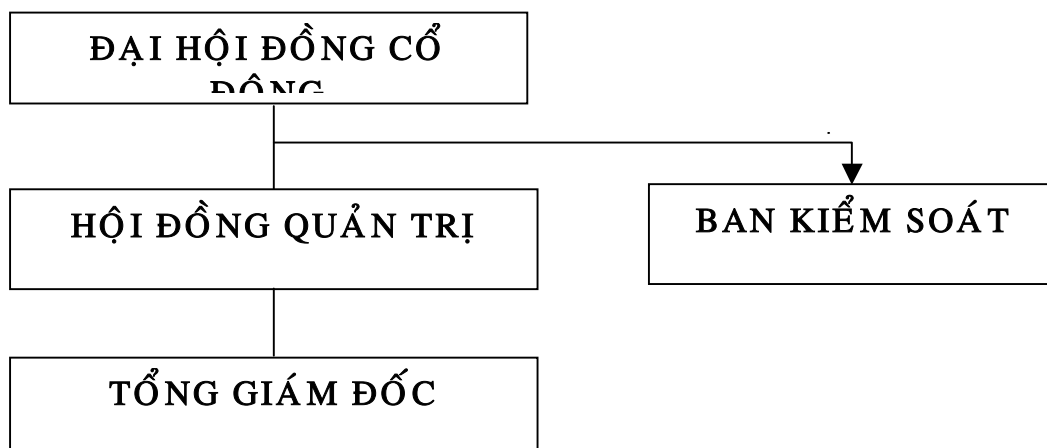 ĐẠI HỘI ĐỒNG CỔ
ĐÔNG
HỘI ĐỒNG QUẢN TRỊ
BAN KIỂM SOÁT
TỔNG GIÁM ĐỐC